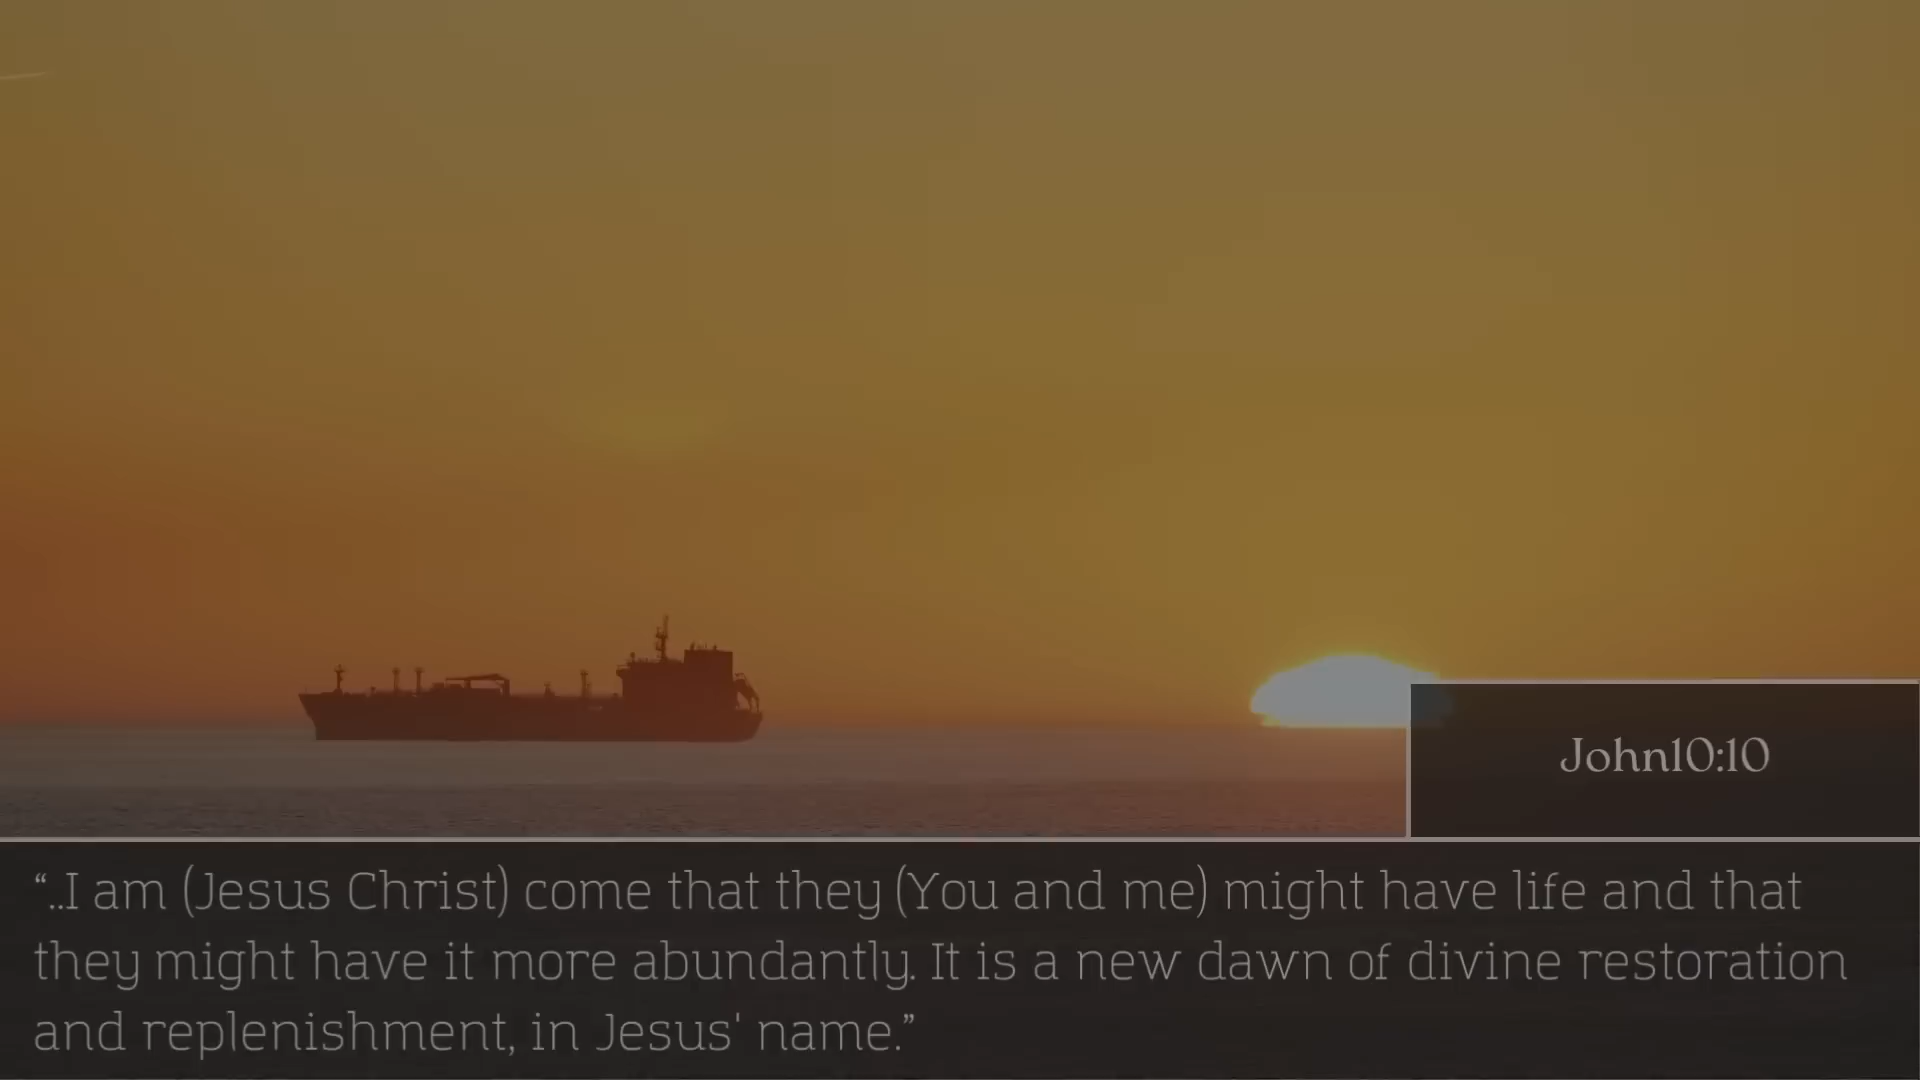 John10:10
“..I am (Jesus Christ) come that they (You and me) might have life and that
they might have it more abundantly. It is a new dawn of divine restoration
and replenishment, in Jesus' name.”